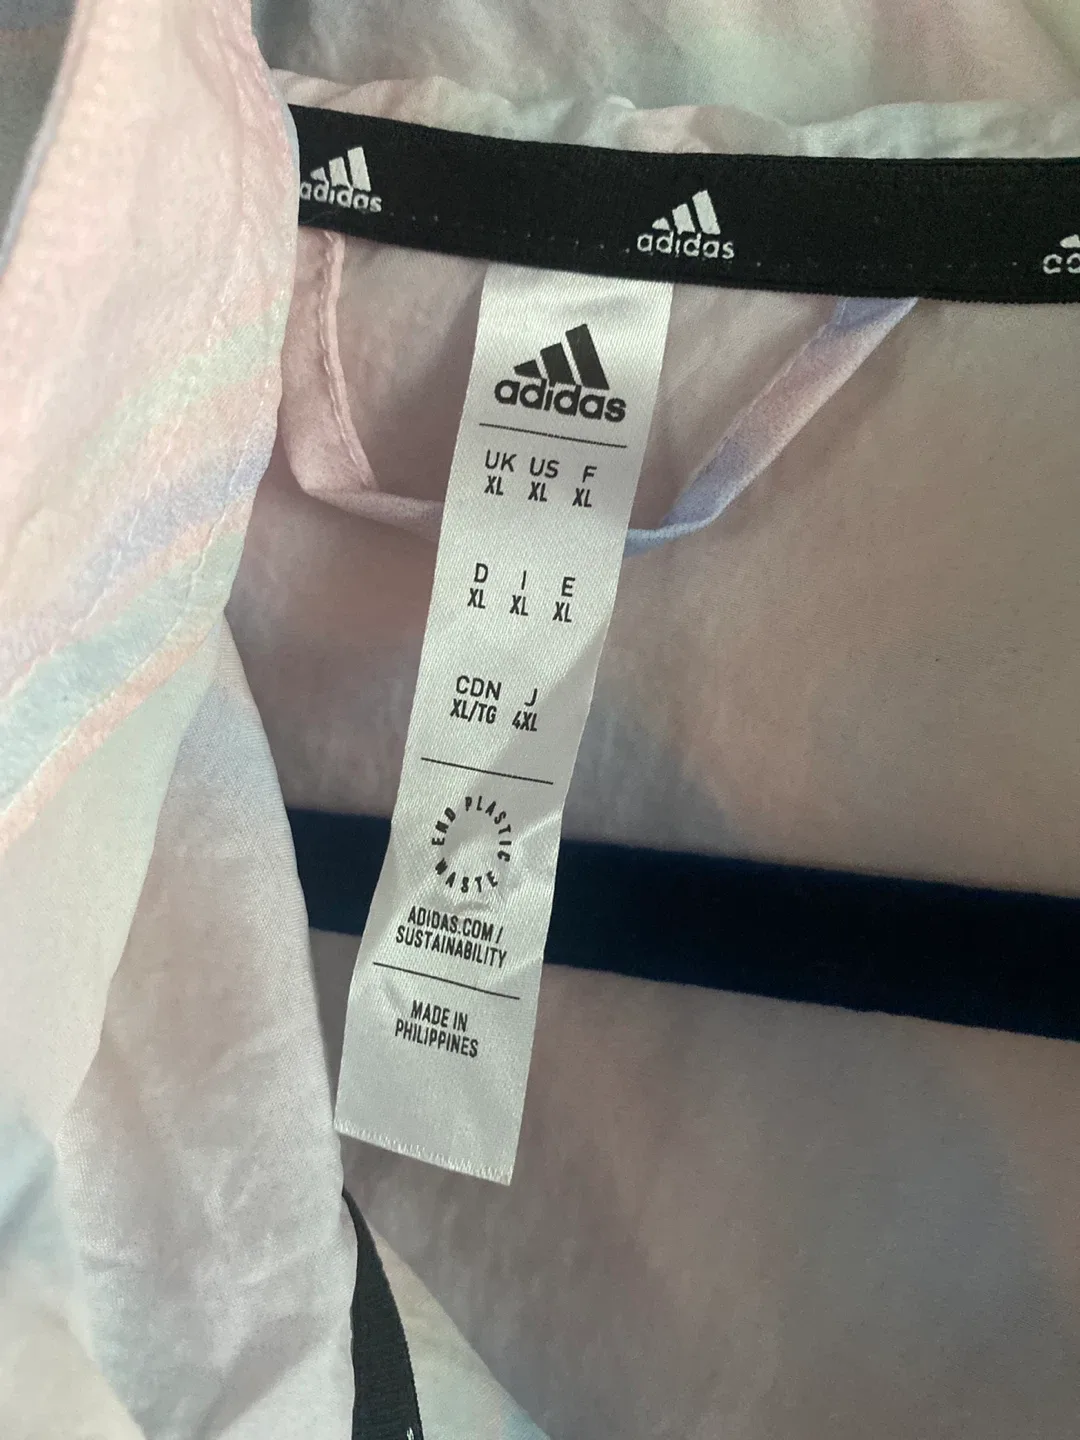 adidas
adidas
adidas
UK US F
XL XL XL
D I E
XL XL XL
CDN J
XL/TG 4XL
END PLASTIC WASTE
ADIDAS.COM/
SUSTAINABILITY
MADE IN
PHILIPPINES